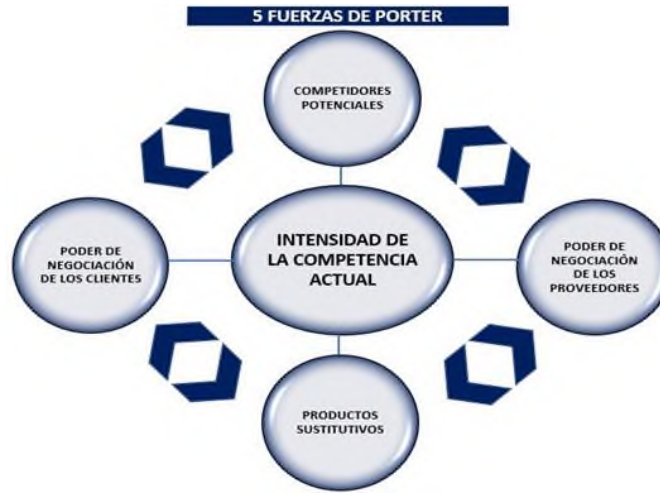 5 FUERZAS DE PORTER
COMPETIDORES
POTENCIALES
PODER DE
NEGOCIACIÓN
DE LOS CLIENTES
INTENSIDAD DE
LA COMPETENCIA
ACTUAL
PODER DE
NEGOCIACIÓN
DE LOS
PROVEEDORES
PRODUCTOS
SUSTITUTIVOS